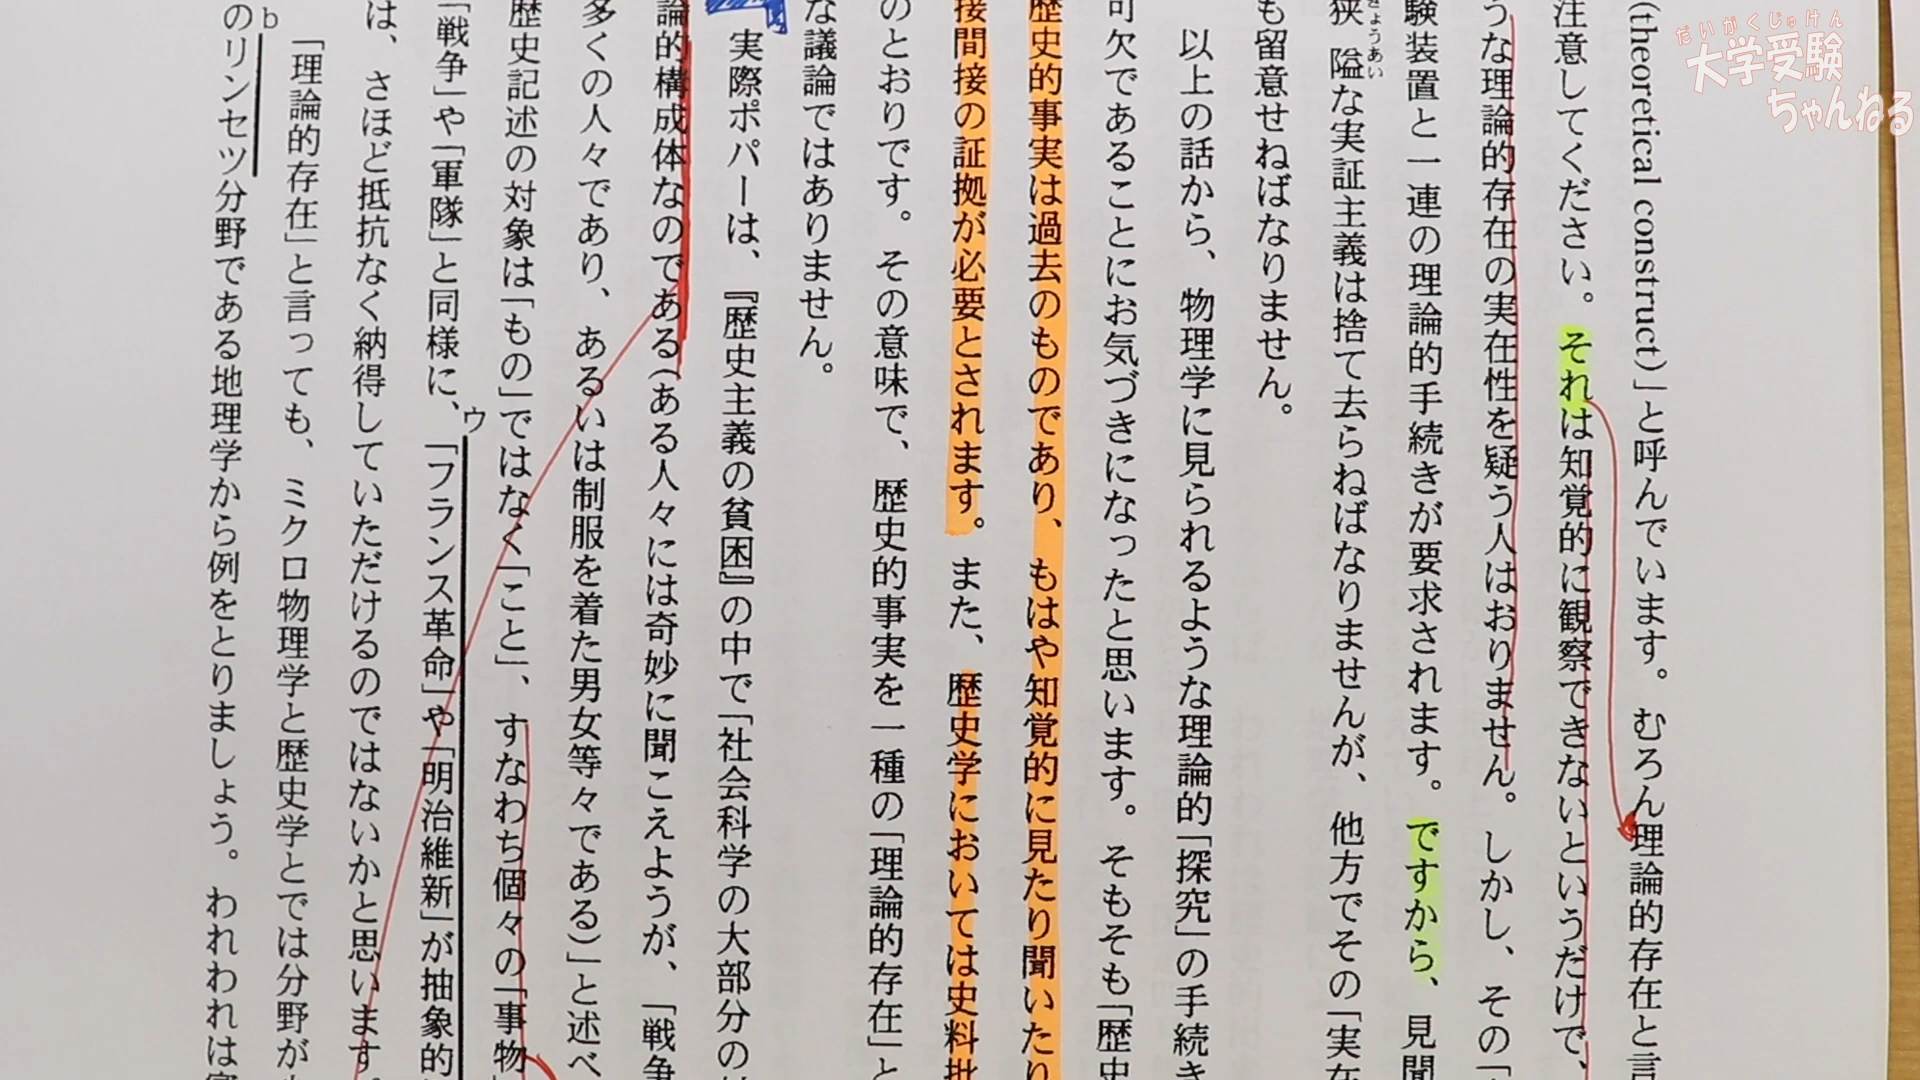 (theoretical construct)」と呼んでいます。むろん理論的存在と言
注意してください。それは知覚的に観察できないというだけで、
うな理論的存在の実在性を疑う人はおりません。しかし、その「
験装置と一連の理論的手続きが要求されます。ですから、見聞
狭隘な実証主義は捨て去らねばなりませんが、他方でその「実在
きょうあい
も留意せねばなりません。
以上の話から、物理学に見られるような理論的「探究」の手続き
可欠であることにお気づきになったと思います。そもそも「歴史
歴史的事実は過去のものであり、もはや知覚的に見たり聞いたり
接間接の証拠が必要とされます。また、歴史学においては史料批
のとおりです。その意味で、歴史的事実を一種の「理論的存在」と
な議論ではありません。
実際ポパーは、『歴史主義の貧困』の中で「社会科学の大部分の
論的構成体なのである(ある人々には奇妙に聞こえようが、「戦争
多くの人々であり、あるいは制服を着た男女等々である)」と述べ
歴史記述の対象は「もの」ではなく「こと」、すなわち個々の「事物」
「戦争」や「軍隊」と同様に、「フランス革命」や「明治維新」が抽象的
ウ
は、さほど抵抗なく納得していただけるのではないかと思います。
「理論的存在」と言っても、ミクロ物理学と歴史学とでは分野が
のリンセツ分野である地理学から例をとりましょう。われわれは
b
だいがくじゅけん
大学受験
ちゃんねる